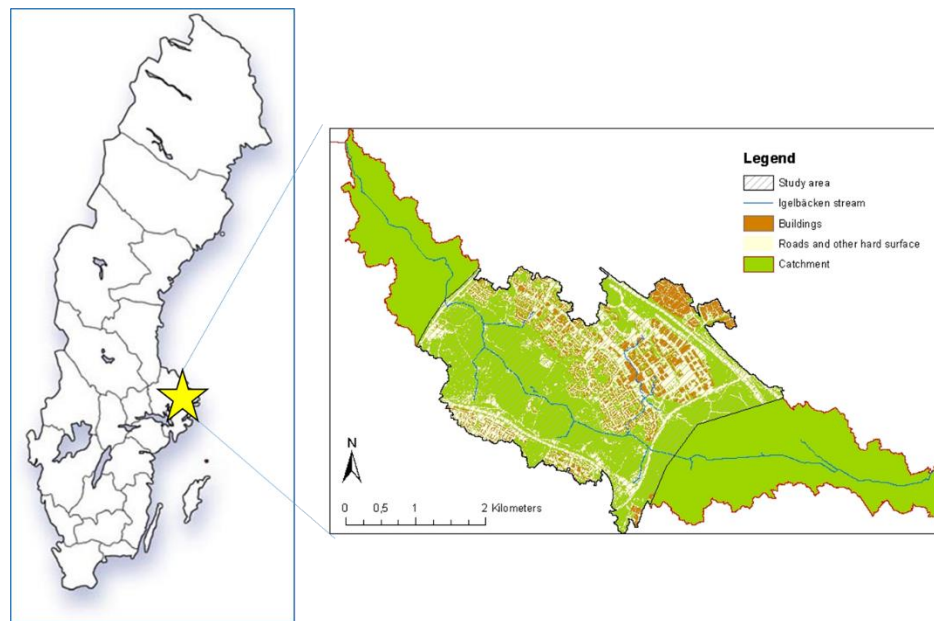 Legend
Study area
Igelbäcken stream
Buildings
Roads and other hard surface
Catchment
N
0 0,5 1 2 Kilometers